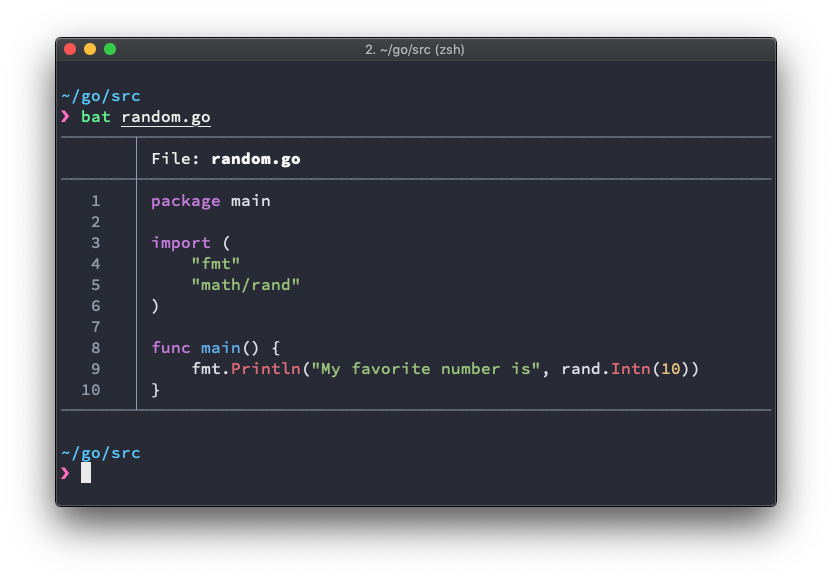 2. ~/go/src (zsh)
~/go/src
❯ bat random.go
File: random.go
1 package main
2
3 import (
4     "fmt"
5     "math/rand"
6 )
7
8 func main() {
9     fmt.Println("My favorite number is", rand.Intn(10))
10 }
~/go/src
❯